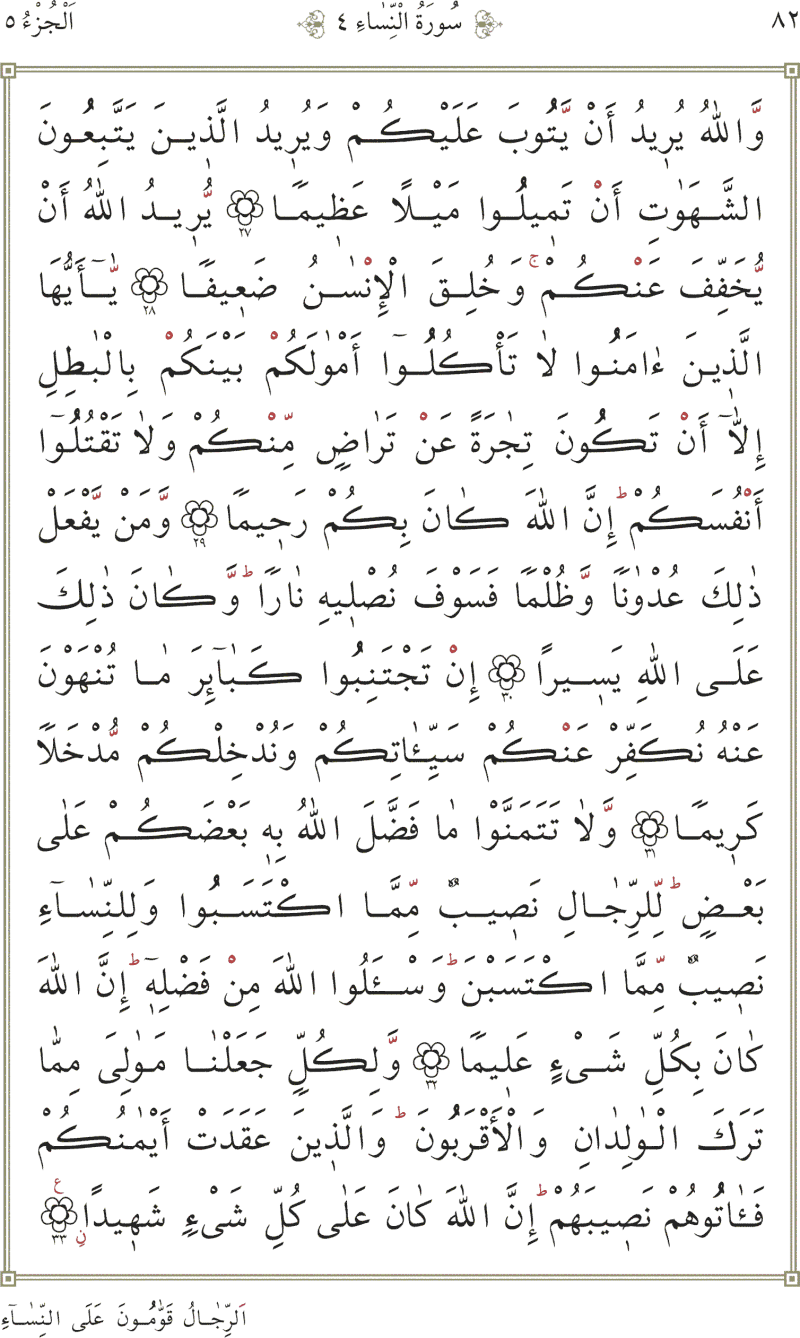 ٨٢ سُورَةُ الْنِّسٰاءِ ٤ اَلْجُزْءُ ٥
وَّاللّٰهُ يُرِيدُ أَنْ يَّتُوبَ عَلَيْكُمْ وَيُرِيدُ الَّذِينَ يَتَّبِعُونَ
الشَّهَوٰتِ أَنْ تَمِيلُوا مَيْلًا عَظِيمًا ٢٧ يُّرِيدُ اللّٰهُ أَنْ
يُّخَفِّفَ عَنْكُمْ ۚ وَخُلِقَ الْإِنْسٰنُ ضَعِيفًا ٢٨ يّٰٓأَيُّهَا
الَّذِينَ ءٰامَنُوا لٰا تَأْكُلُوٓا أَمْوٰلَكُمْ بَيْنَكُمْ بِالْبٰطِلِ
إِلّٰآ أَنْ تَكُونَ تِجٰرَةً عَنْ تَرٰاضٍ مِّنْكُمْ وَلٰا تَقْتُلُوٓا
أَنْفُسَكُمْ ؕ إِنَّ اللّٰهَ كٰانَ بِكُمْ رَحِيمًا ٢٩ وَّمَنْ يَّفْعَلْ
ذٰلِكَ عُدْوٰنًا وَّظُلْمًا فَسَوْفَ نُصْلِيهِ نٰارًا ؕ وَّكٰانَ ذٰلِكَ
عَلَى اللّٰهِ يَسِيرًا ٣٠ إِنْ تَجْتَنِبُوا كَبٰٓائِرَ مٰا تُنْهَوْنَ
عَنْهُ نُكَفِّرْ عَنْكُمْ سَيِّـَٔاتِكُمْ وَنُدْخِلْكُمْ مُّدْخَلًا
كَرِيمًا ٣١ وَّلٰا تَتَمَنَّوْا مٰا فَضَّلَ اللّٰهُ بِهِ بَعْضَكُمْ عَلٰى
بَعْضٍ ؕ لِّلرِّجٰالِ نَصِيبٌ مِّمَّا اكْتَسَبُوا وَلِلنِّسٰٓاءِ
نَصِيبٌ مِّمَّا اكْتَسَبْنَ ؕ وَسْـَٔلُوا اللّٰهَ مِنْ فَضْلِهِٓ ؕ إِنَّ اللّٰهَ
كٰانَ بِكُلِّ شَىْءٍ عَلِيمًا ٣٢ وَّلِكُلٍّ جَعَلْنٰا مَوٰلِىَ مِمّٰا
تَرَكَ الْوٰلِدٰانِ وَالْأَقْرَبُونَ ؕ وَالَّذِينَ عَقَدَتْ أَيْمٰنُكُمْ
فَـَٔاتُوهُمْ نَصِيبَهُمْ ؕ إِنَّ اللّٰهَ كٰانَ عَلٰى كُلِّ شَىْءٍ شَهِيدًا نِ ٣٣ ع
اَلرِّجٰالُ قَوّٰمُونَ عَلَى النِّسٰٓاءِ